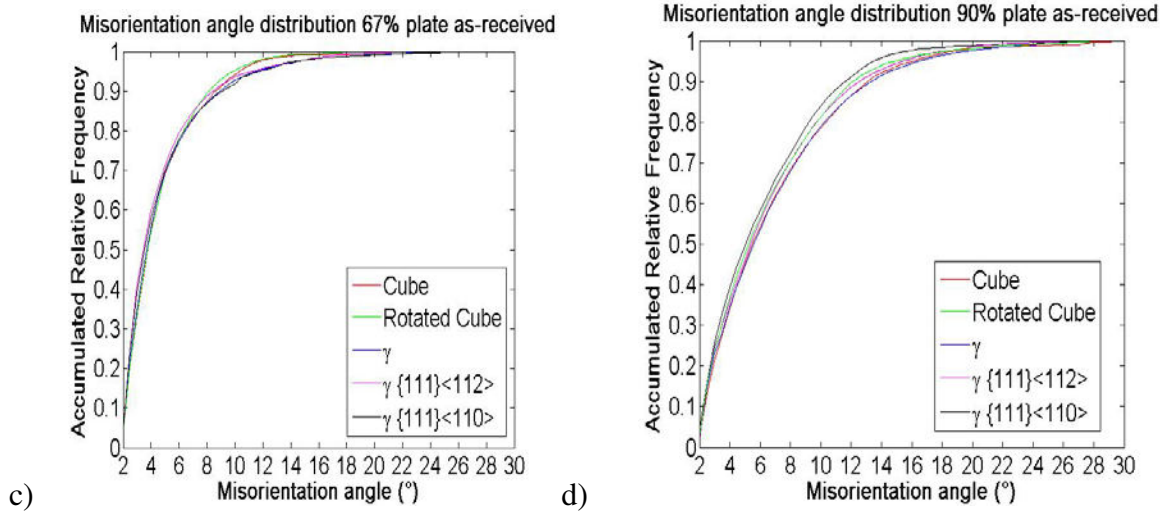 Misorientation angle distribution 67% plate as-received
Accumulated Relative Frequency
1
0.9
0.8
0.7
0.6
0.5
0.4
0.3
0.2
0.1
0
2 4 6 8 10 12 14 16 18 20 22 24 26 28 30
Misorientation angle (°)
Cube
Rotated Cube
γ
γ {111}<112>
γ {111}<110>
c)
Misorientation angle distribution 90% plate as-received
Accumulated Relative Frequency
1
0.9
0.8
0.7
0.6
0.5
0.4
0.3
0.2
0.1
0
2 4 6 8 10 12 14 16 18 20 22 24 26 28 30
Misorientation angle (°)
Cube
Rotated Cube
γ
γ {111}<112>
γ {111}<110>
d)